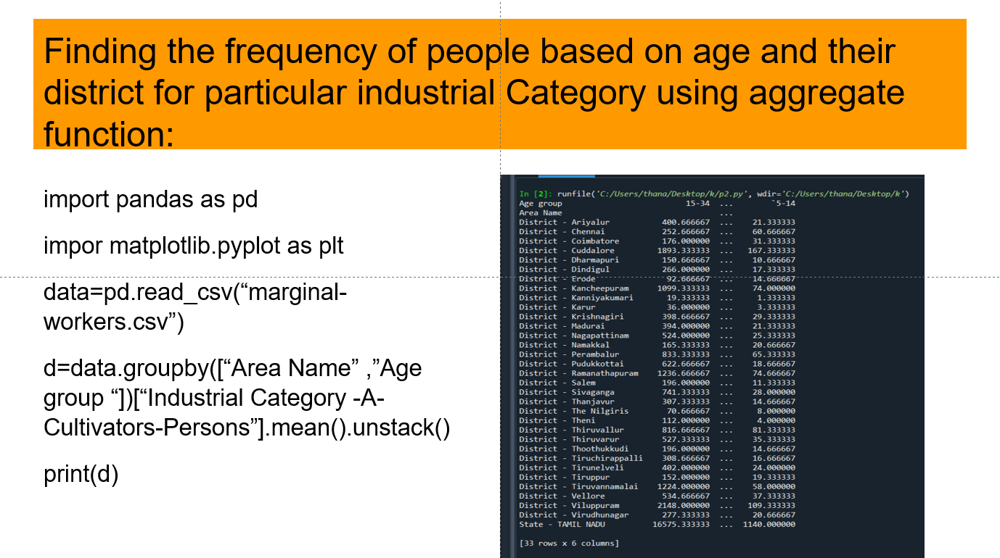 Finding the frequency of people based on age and their
district for particular industrial Category using aggregate
function:
import pandas as pd
impor matplotlib.pyplot as plt
data=pd.read_csv(“marginal-
workers.csv”)
d=data.groupby([“Area Name” ,”Age
group “])[“Industrial Category -A-
Cultivators-Persons”].mean().unstack()
print(d)
In [2]: runfile('C:/Users/thana/Desktop/k/p2.py', wdir='C:/Users/thana/Desktop/k')
Age group 15-34 ... `5-14
Area Name ...
District - Ariyalur 400.666667 ... 21.333333
District - Chennai 252.666667 ... 60.666667
District - Coimbatore 176.000000 ... 31.333333
District - Cuddalore 1893.333333 ... 167.333333
District - Dharmapuri 150.666667 ... 10.666667
District - Dindigul 266.000000 ... 17.333333
District - Erode 92.666667 ... 14.666667
District - Kancheepuram 1099.333333 ... 74.000000
District - Kanniyakumari 19.333333 ... 1.333333
District - Karur 36.000000 ... 3.333333
District - Krishnagiri 398.666667 ... 29.333333
District - Madurai 394.000000 ... 21.333333
District - Nagapattinam 524.000000 ... 25.333333
District - Namakkal 165.333333 ... 20.666667
District - Perambalur 833.333333 ... 65.333333
District - Pudukkottai 622.666667 ... 18.666667
District - Ramanathapuram 1236.666667 ... 74.666667
District - Salem 196.000000 ... 11.333333
District - Sivaganga 741.333333 ... 28.000000
District - Thanjavur 307.333333 ... 14.666667
District - The Nilgiris 70.666667 ... 8.000000
District - Theni 112.000000 ... 4.000000
District - Thiruvallur 816.666667 ... 81.333333
District - Thiruvarur 527.333333 ... 35.333333
District - Thoothukkudi 196.000000 ... 14.666667
District - Tiruchirappalli 308.666667 ... 16.666667
District - Tirunelveli 402.000000 ... 24.000000
District - Tiruppur 152.000000 ... 19.333333
District - Tiruvannamalai 1224.000000 ... 58.000000
District - Vellore 534.666667 ... 37.333333
District - Viluppuram 2148.000000 ... 109.333333
District - Virudhunagar 277.333333 ... 20.666667
State - TAMIL NADU 16575.333333 ... 1140.000000
[33 rows x 6 columns]